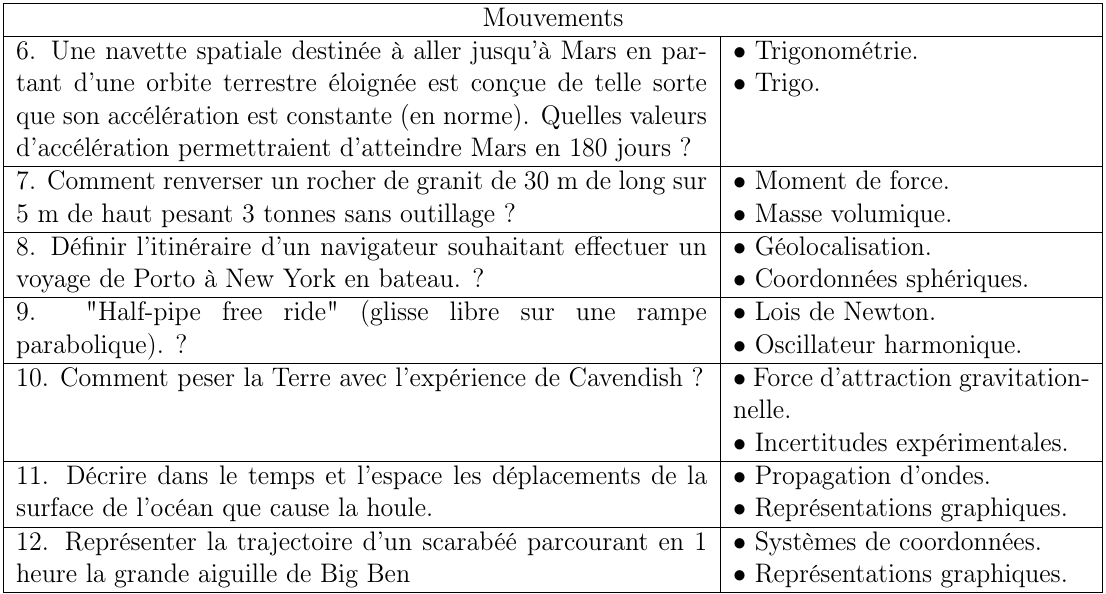 Mouvements
6. Une navette spatiale destinée à aller jusqu'à Mars en par-
tant d'une orbite terrestre éloignée est conçue de telle sorte
que son accélération est constante (en norme). Quelles valeurs
d'accélération permettraient d'atteindre Mars en 180 jours ?
• Trigonométrie.
• Trigo.
7. Comment renverser un rocher de granit de 30 m de long sur
5 m de haut pesant 3 tonnes sans outillage ?
• Moment de force.
• Masse volumique.
8. Définir l'itinéraire d'un navigateur souhaitant effectuer un
voyage de Porto à New York en bateau. ?
• Géolocalisation.
• Coordonnées sphériques.
9. "Half-pipe free ride" (glisse libre sur une rampe
parabolique). ?
• Lois de Newton.
• Oscillateur harmonique.
10. Comment peser la Terre avec l'expérience de Cavendish ?
• Force d'attraction gravitation-
nelle.
• Incertitudes expérimentales.
11. Décrire dans le temps et l'espace les déplacements de la
surface de l'océan que cause la houle.
• Propagation d'ondes.
• Représentations graphiques.
12. Représenter la trajectoire d'un scarabéé parcourant en 1
heure la grande aiguille de Big Ben
• Systèmes de coordonnées.
• Représentations graphiques.